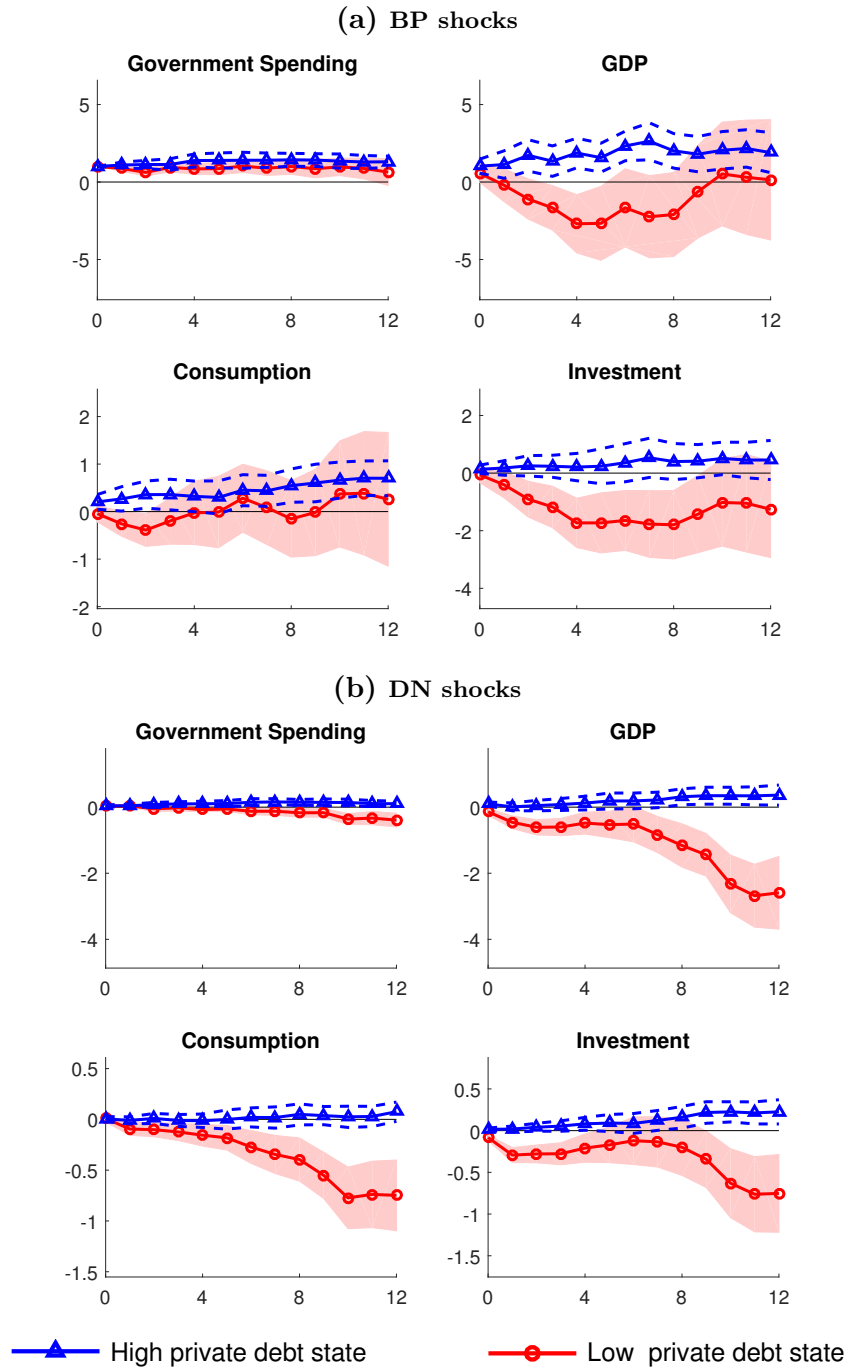 (a) BP shocks
Government Spending
GDP
5
0
-5
0 4 8 12
5
0
-5
0 4 8 12
Consumption
Investment
2
1
0
-1
-2
0 4 8 12
2
0
-2
-4
0 4 8 12
(b) DN shocks
Government Spending
GDP
0
-2
-4
0 4 8 12
0
-2
-4
0 4 8 12
Consumption
Investment
0.5
0
-0.5
-1
-1.5
0 4 8 12
0.5
0
-0.5
-1
-1.5
0 4 8 12
High private debt state
Low private debt state